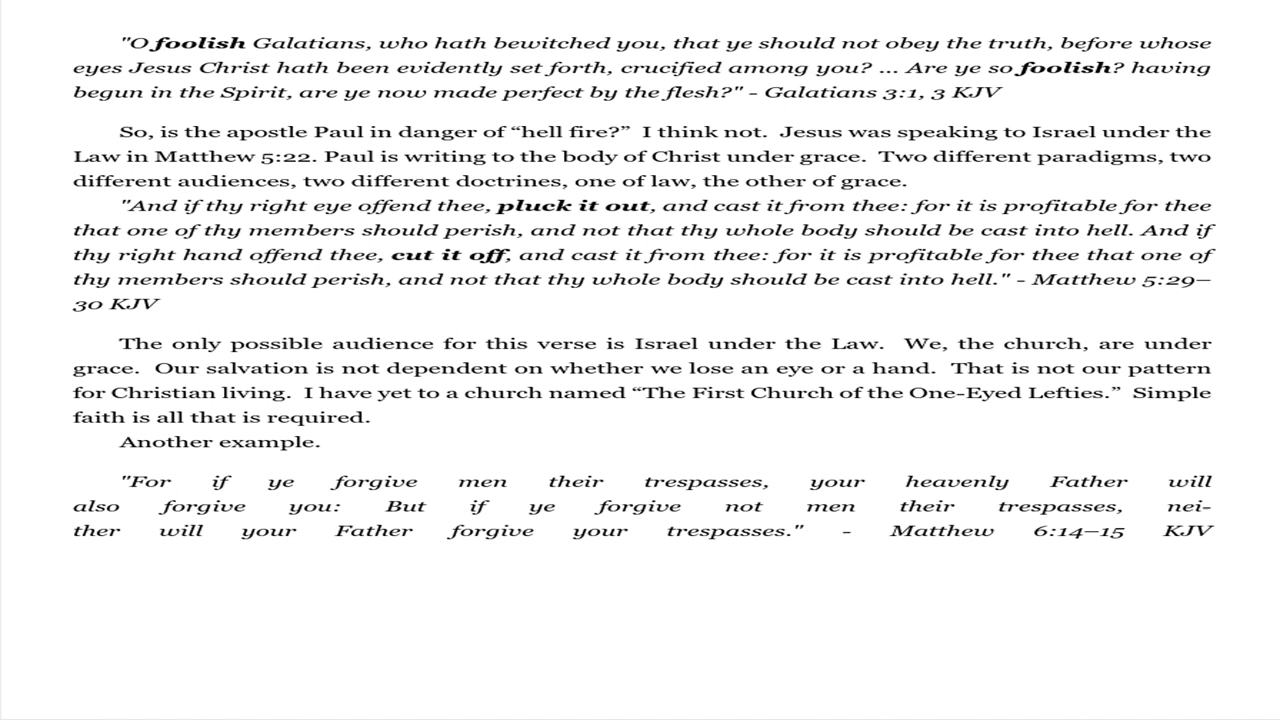 "O foolish Galatians, who hath bewitched you, that ye should not obey the truth, before whose
eyes Jesus Christ hath been evidently set forth, crucified among you? ... Are ye so foolish? having
begun in the Spirit, are ye now made perfect by the flesh?" - Galatians 3:1, 3 KJV
So, is the apostle Paul in danger of “hell fire?”  I think not.  Jesus was speaking to Israel under the
Law in Matthew 5:22. Paul is writing to the body of Christ under grace.  Two different paradigms, two
different audiences, two different doctrines, one of law, the other of grace.
"And if thy right eye offend thee, pluck it out, and cast it from thee: for it is profitable for thee
that one of thy members should perish, and not that thy whole body should be cast into hell. And if
thy right hand offend thee, cut it off, and cast it from thee: for it is profitable for thee that one of
thy members should perish, and not that thy whole body should be cast into hell." - Matthew 5:29–
30 KJV
The only possible audience for this verse is Israel under the Law.  We, the church, are under
grace.  Our salvation is not dependent on whether we lose an eye or a hand.  That is not our pattern
for Christian living.  I have yet to a church named “The First Church of the One-Eyed Lefties.”  Simple
faith is all that is required.
Another example.
"For if ye forgive men their trespasses, your heavenly Father will
also forgive you: But if ye forgive not men their trespasses, nei-
ther will your Father forgive your trespasses." - Matthew 6:14–15 KJV